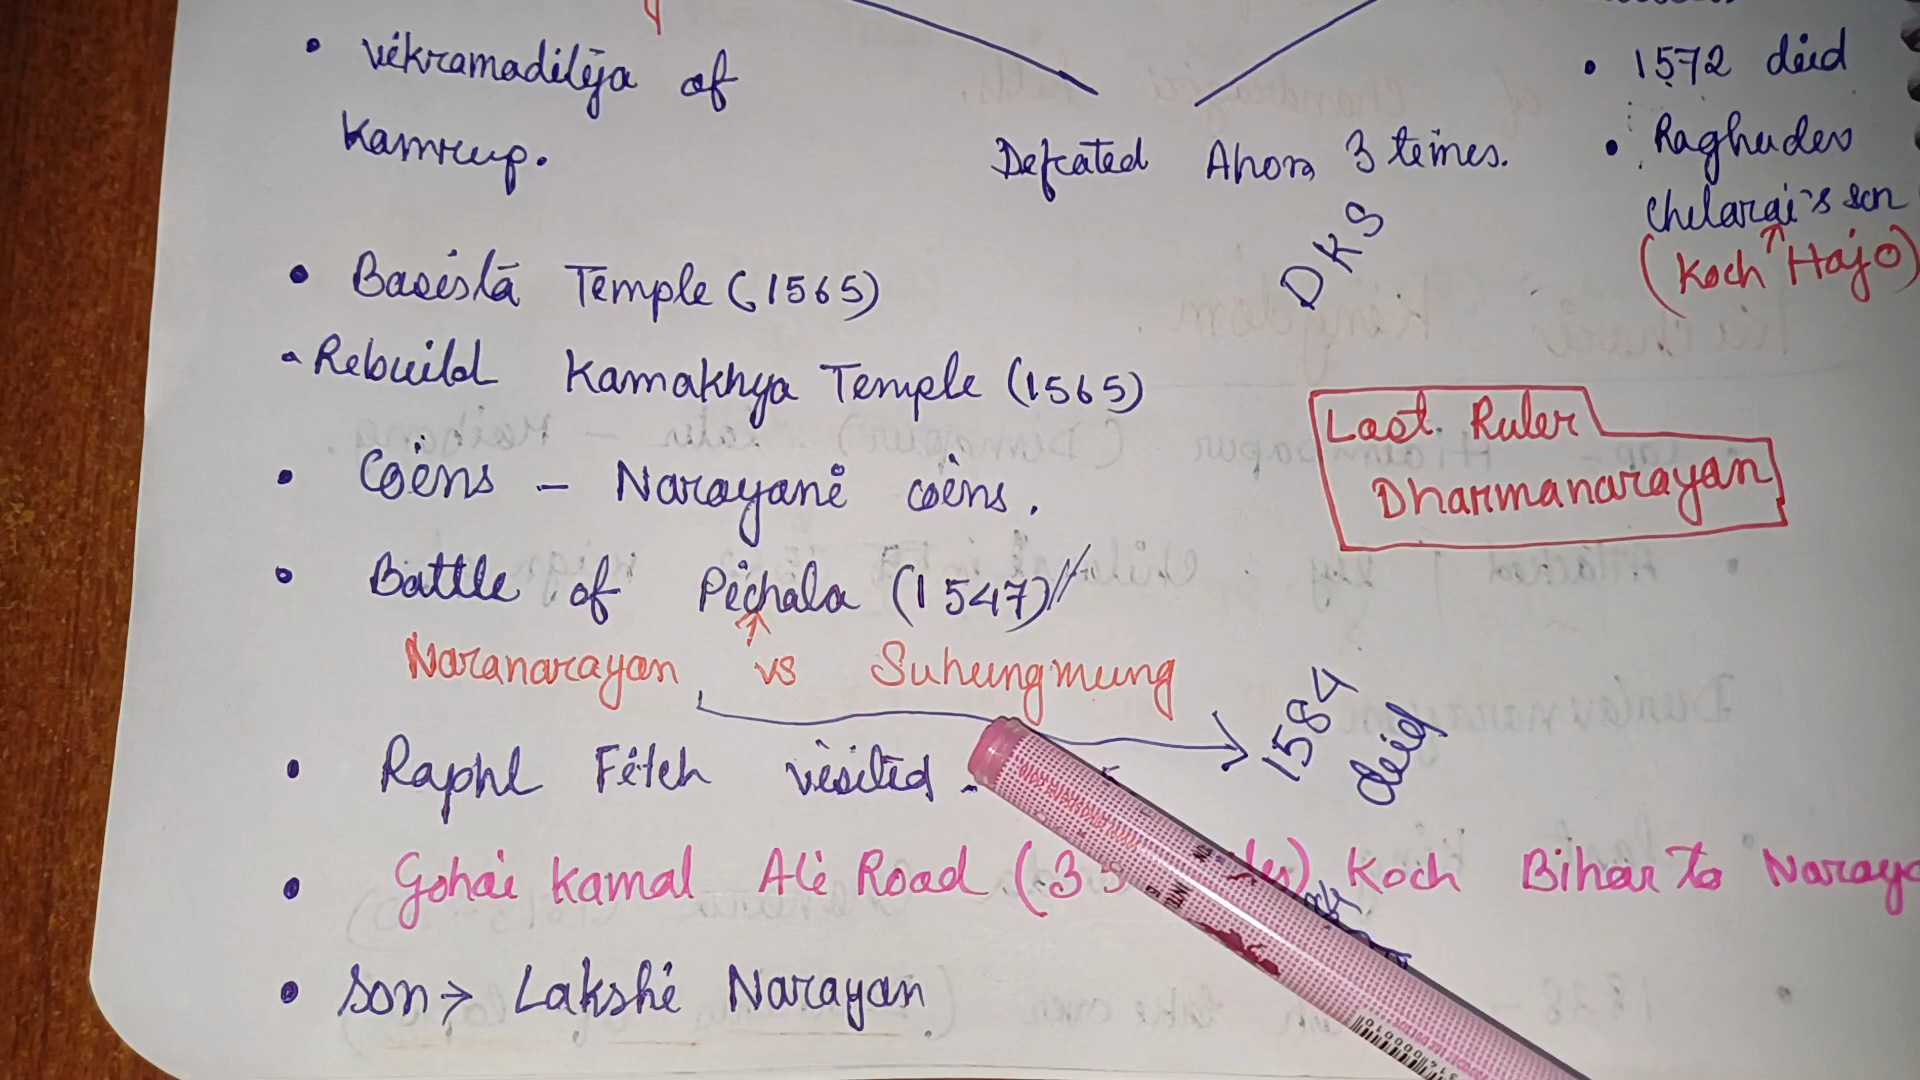 • Vikramaditya of
Kamrup.
Defeated Ahom 3 times.
• 1572 died
• Raghudev
Chilarai's son
(Koch Hajo)
DKS
• Basista Temple (1565)
• Rebuild Kamakhya Temple (1565)
Last Ruler
Dharmanarayan
• Coins – Narayani coins.
• Battle of Pichala (1547)//
Naranarayan vs Suhungmung
1584
died
• Raphl Fitch visited
• Gohai Kamal Ali Road (35 Koch Bihar to Naraya
• Son → Lakshi Narayan